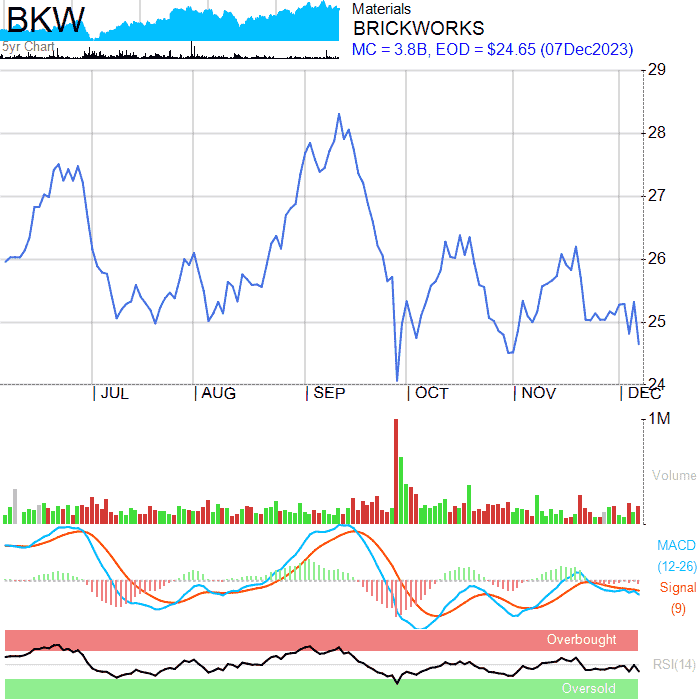 BKW
5yr Chart
Materials
BRICKWORKS
MC = 3.8B, EOD = $24.65 (07Dec2023)
29
28
27
26
25
24
JUL AUG SEP OCT NOV DEC
1M
Volume
MACD
(12-26)
Signal
(9)
Overbought
RSI(14)
Oversold